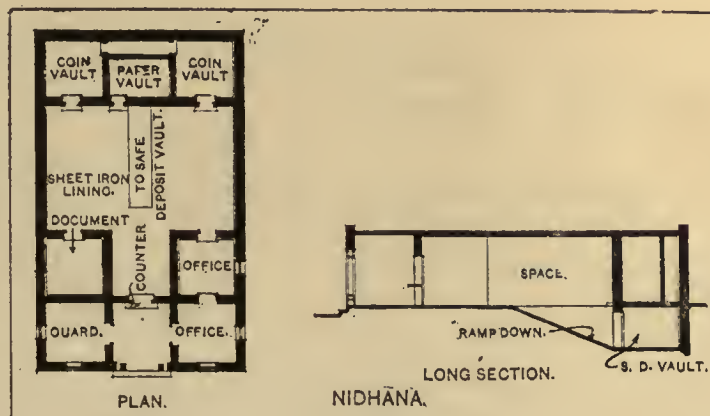 COIN
VAULT
PAPER
VAULT
COIN
VAULT
TO SAFE
DEPOSIT VAULT.
SHEET IRON
LINING.
DOCUMENT
COUNTER
OFFICE
GUARD.
OFFICE.
PLAN.
SPACE.
RAMP DOWN.
S. D. VAULT.
LONG SECTION.
NIDHĀNA.